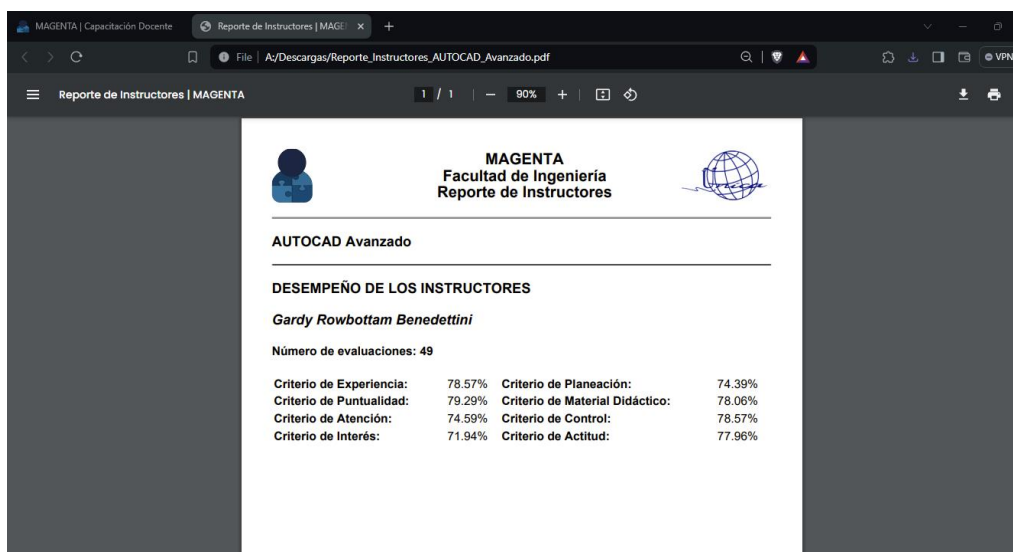 MAGENTA | Capacitación Docente
Reporte de Instructores | MAGE
File A:/Descargas/Reporte_Instructores_AUTOCAD_Avanzado.pdf
VPN
Reporte de Instructores | MAGENTA
1 / 1
90%
MAGENTA
Facultad de Ingeniería
Reporte de Instructores
Unica
AUTOCAD Avanzado
DESEMPEÑO DE LOS INSTRUCTORES
Gardy Rowbottam Benedettini
Número de evaluaciones: 49
Criterio de Experiencia: 78.57% Criterio de Planeación: 74.39%
Criterio de Puntualidad: 79.29% Criterio de Material Didáctico: 78.06%
Criterio de Atención: 74.59% Criterio de Control: 78.57%
Criterio de Interés: 71.94% Criterio de Actitud: 77.96%